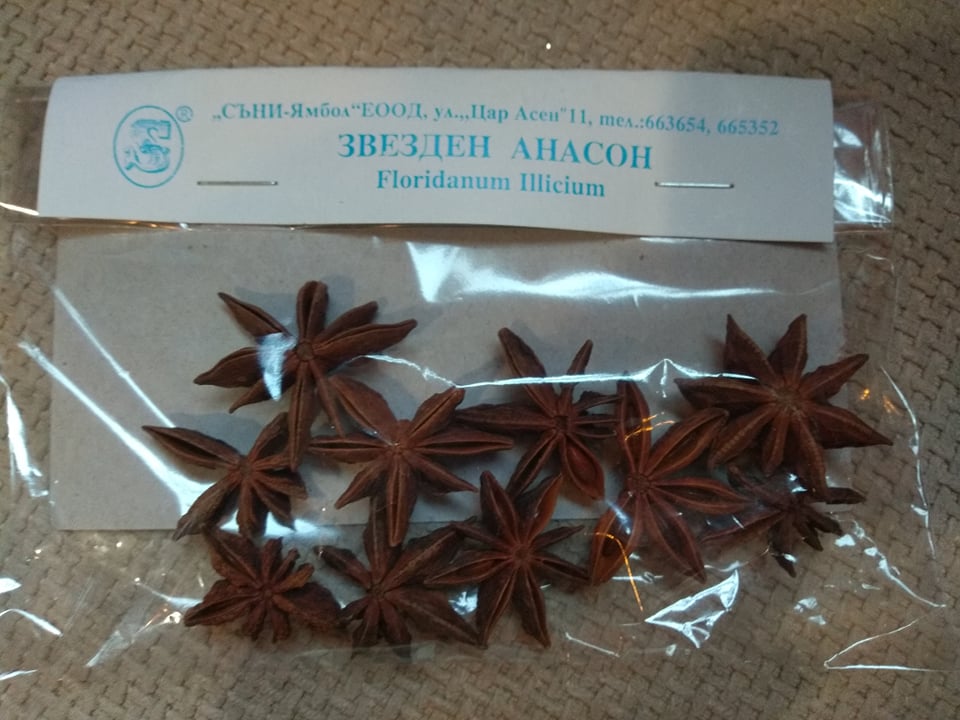 „СЪНИ-Ямбол“ЕООД, ул.„Цар Асен"11, тел.:663654, 665352
ЗВЕЗДЕН АНАСОН
Floridanum Illicium
®